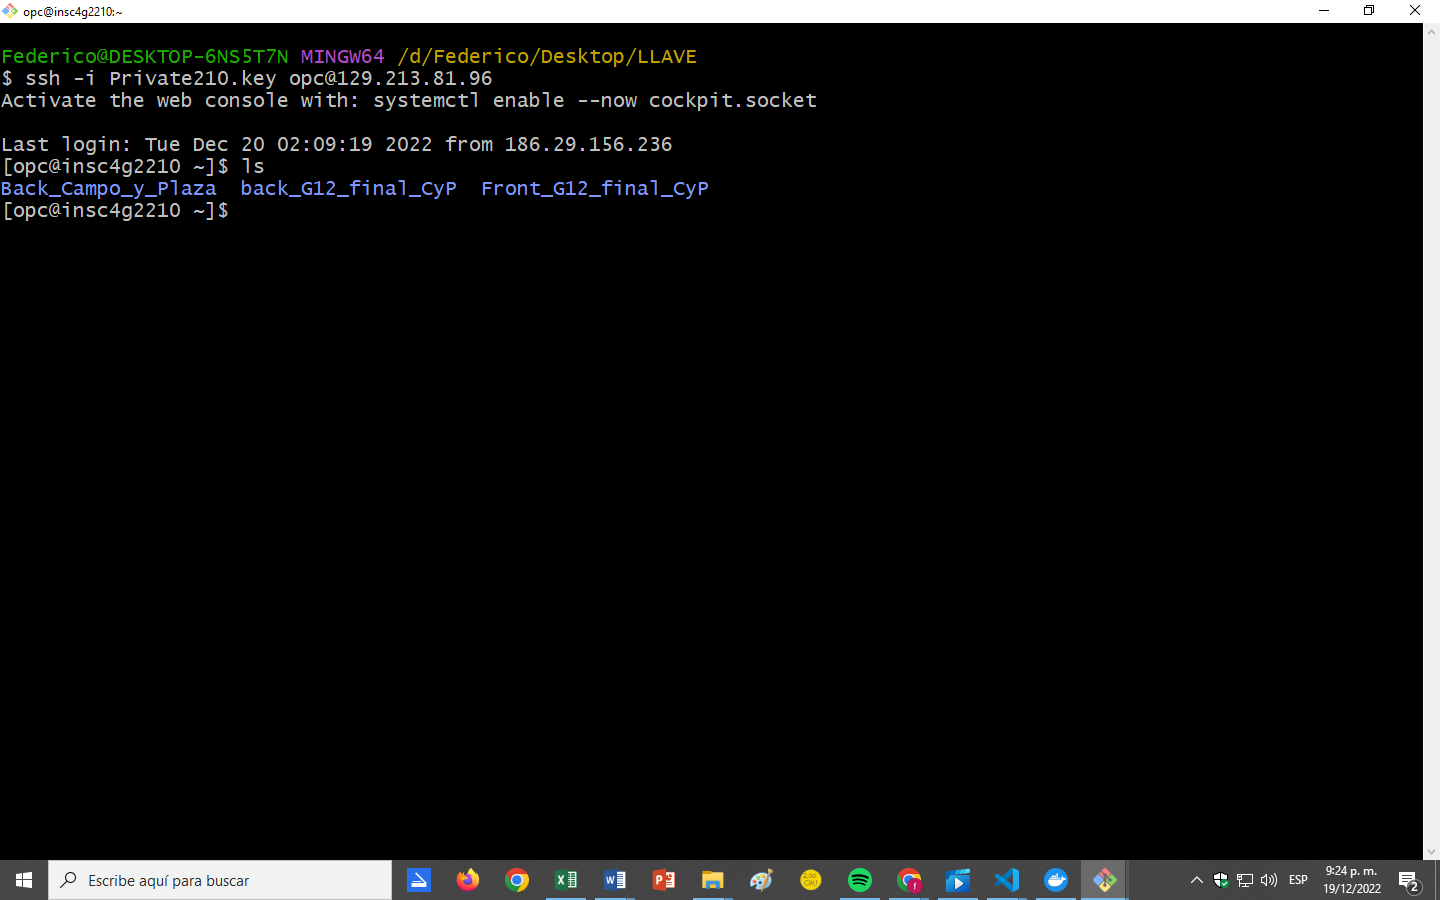 opc@insc4g2210:~
Federico@DESKTOP-6NS5T7N MINGW64 /d/Federico/Desktop/LLAVE
$ ssh -i Private210.key opc@129.213.81.96
Activate the web console with: systemctl enable --now cockpit.socket
Last login: Tue Dec 20 02:09:19 2022 from 186.29.156.236
[opc@insc4g2210 ~]$ ls
Back_Campo_y_Plaza  back_G12_final_CyP  Front_G12_final_CyP
[opc@insc4g2210 ~]$
Escribe aquí para buscar
ESP
9:24 p. m.
19/12/2022
2